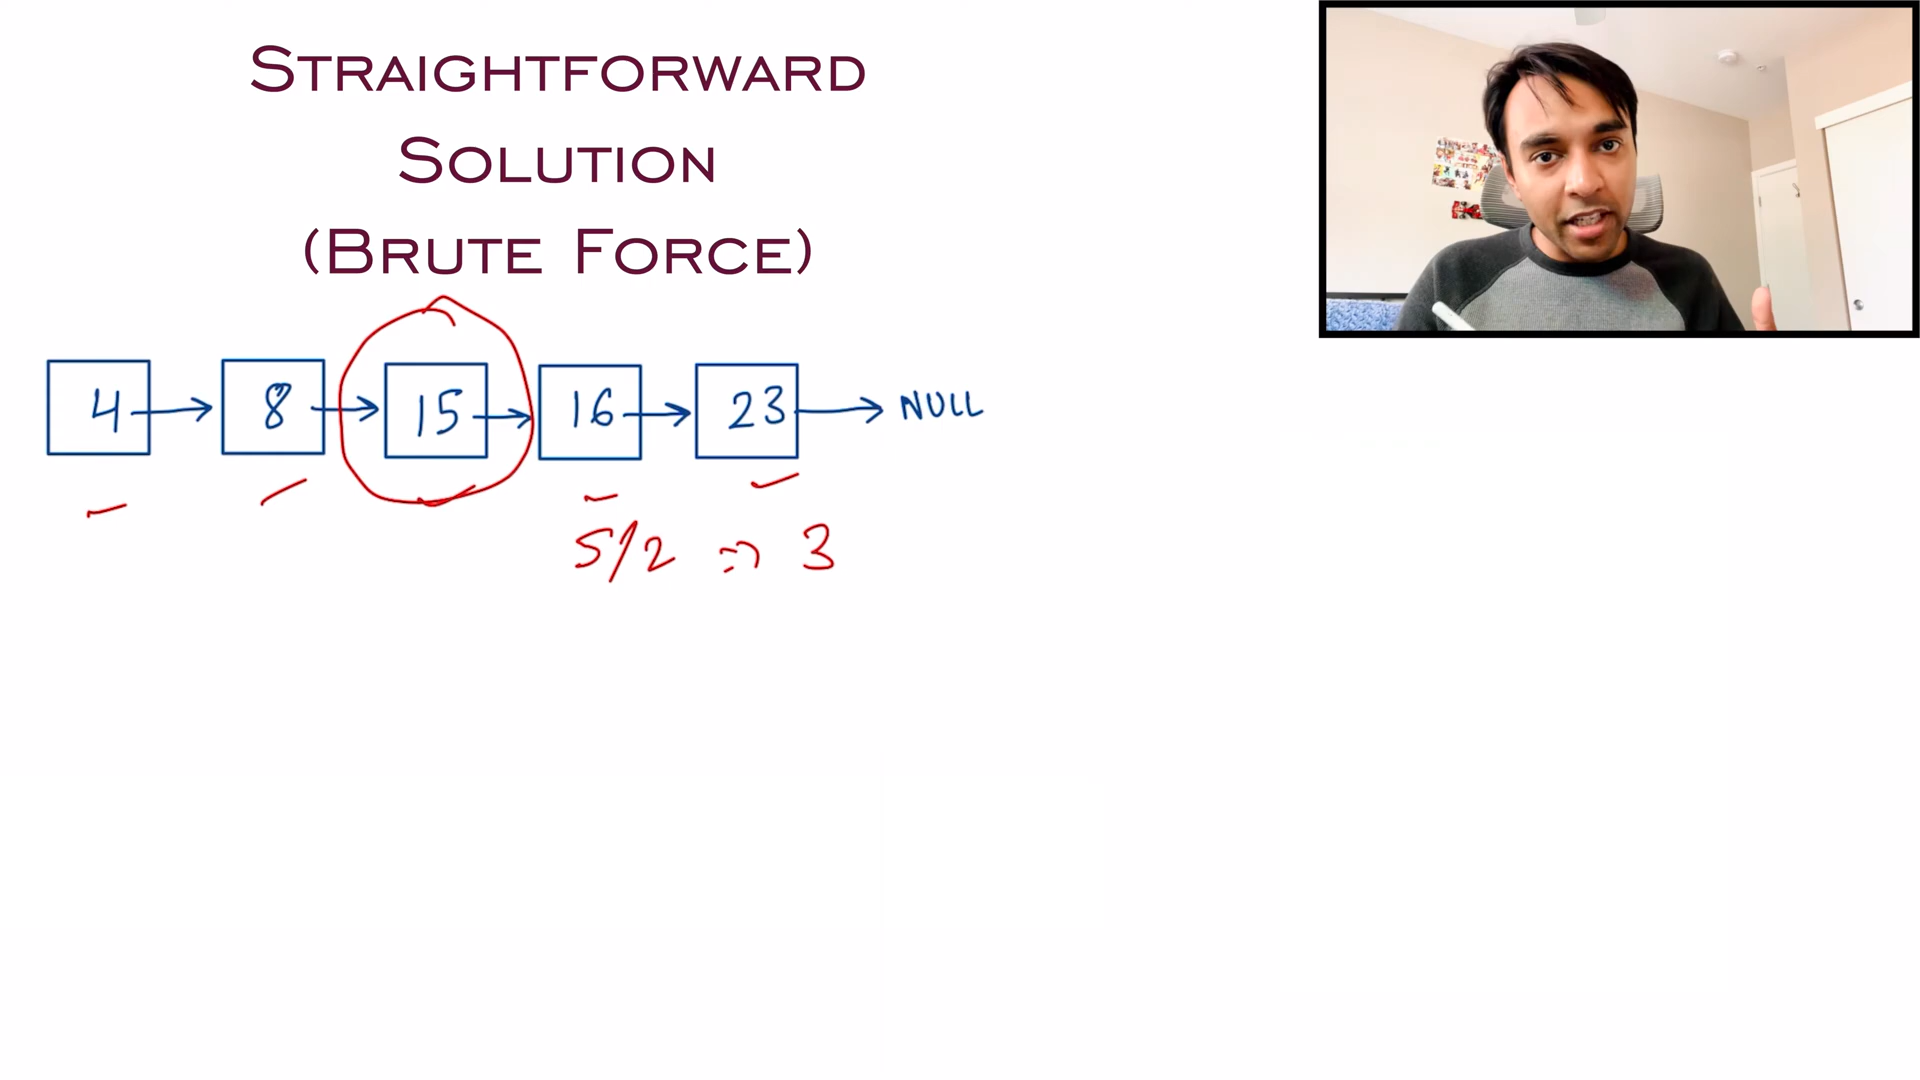 STRAIGHTFORWARD
SOLUTION
(BRUTE FORCE)
4 → 8 → 15 → 16 → 23 → NULL
5/2 => 3